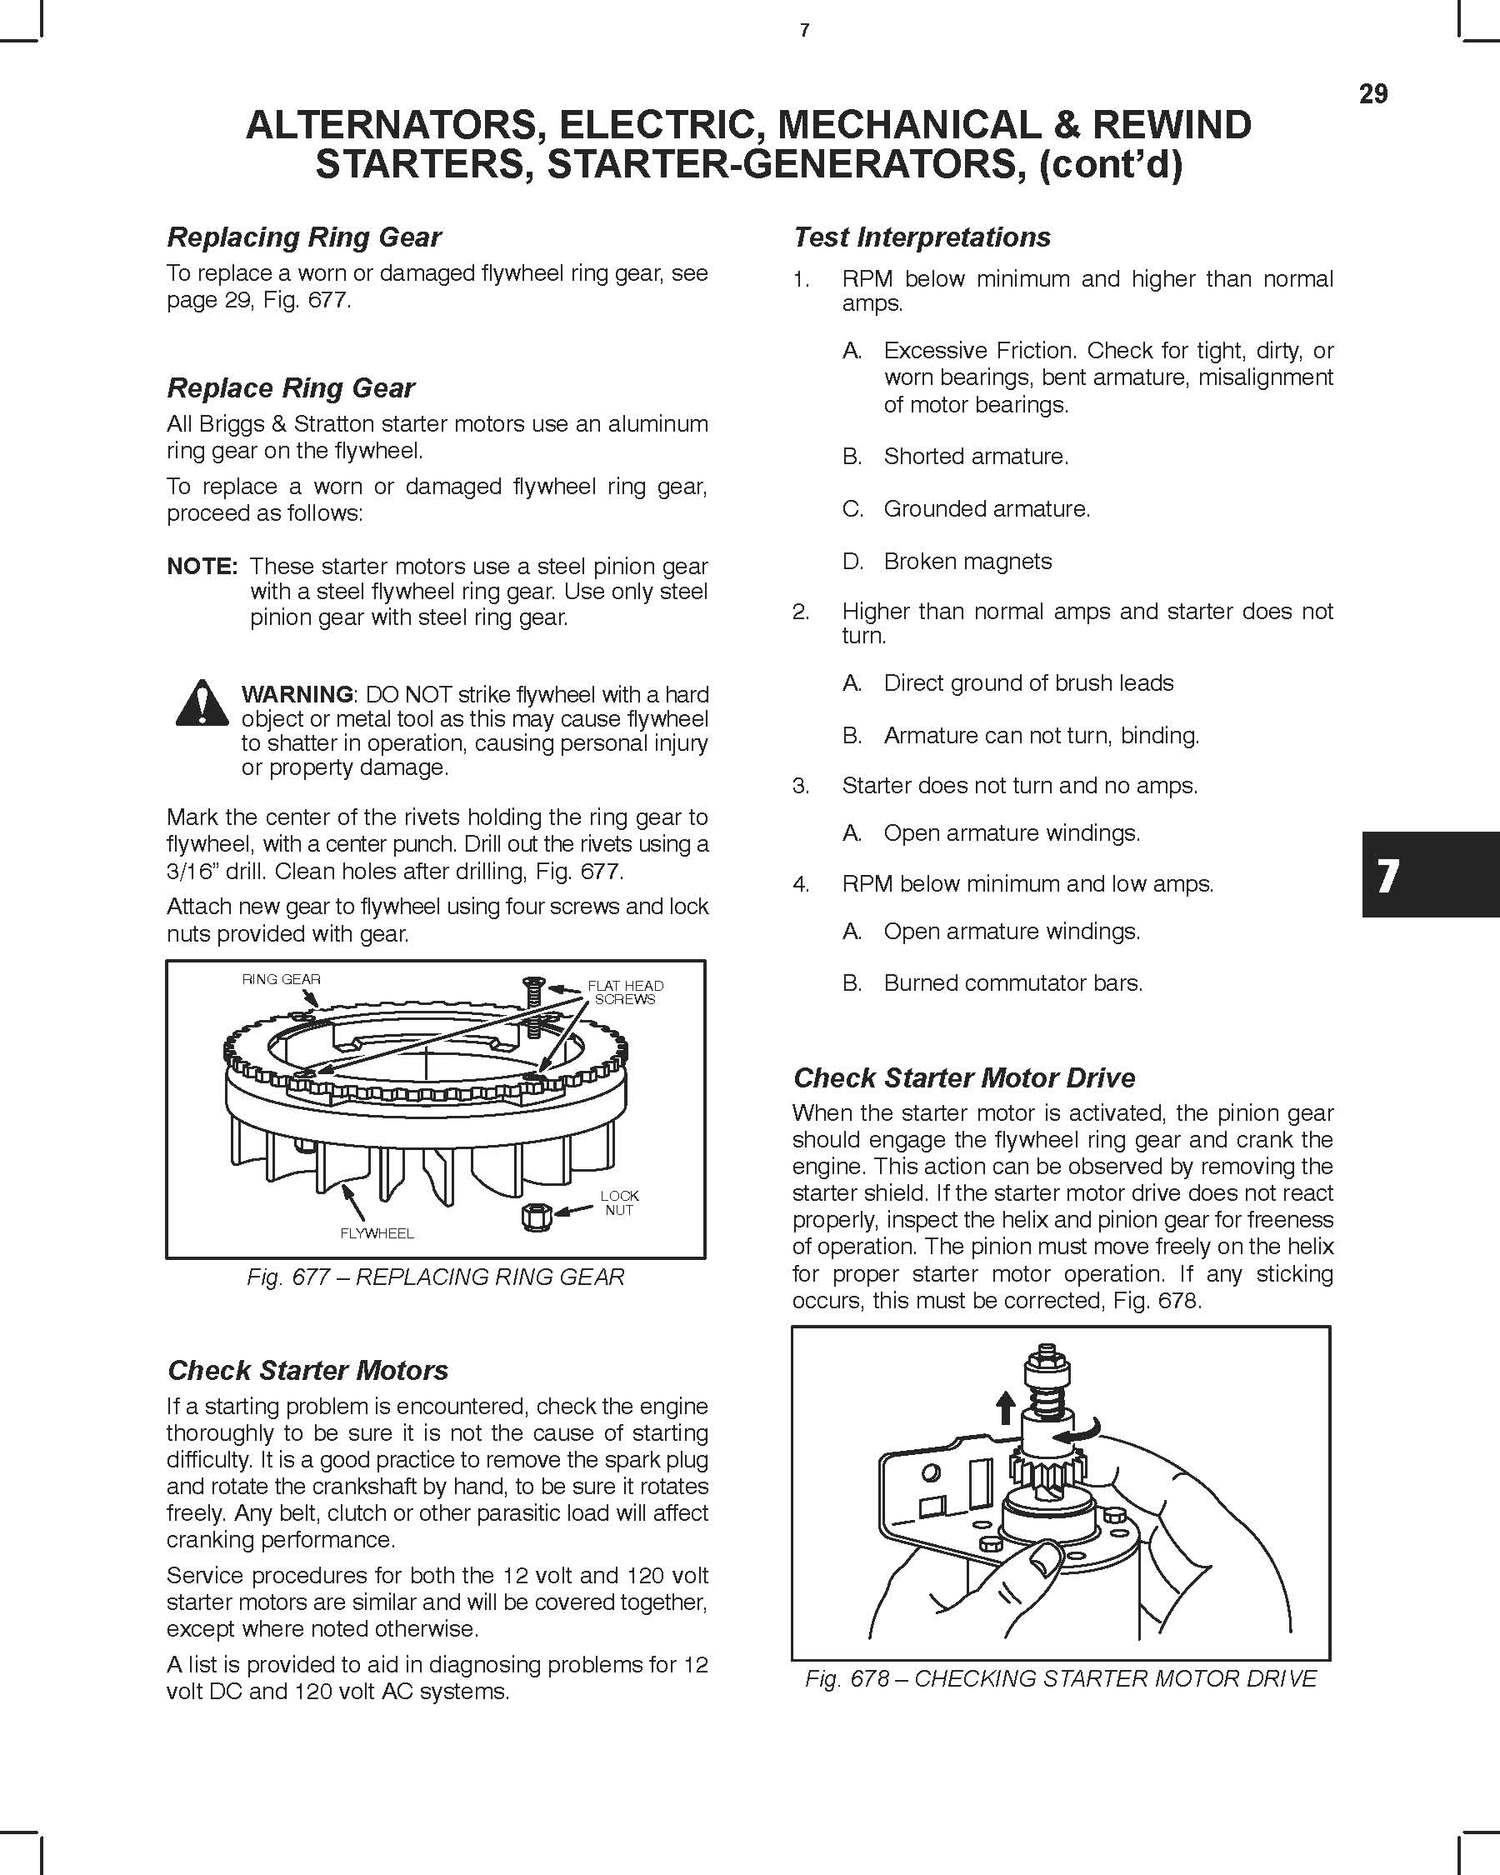 7
29
ALTERNATORS, ELECTRIC, MECHANICAL & REWIND
STARTERS, STARTER-GENERATORS, (cont’d)
Replacing Ring Gear
To replace a worn or damaged flywheel ring gear, see
page 29, Fig. 677.
Replace Ring Gear
All Briggs & Stratton starter motors use an aluminum
ring gear on the flywheel.
To replace a worn or damaged flywheel ring gear,
proceed as follows:
NOTE: These starter motors use a steel pinion gear
with a steel flywheel ring gear. Use only steel
pinion gear with steel ring gear.
WARNING: DO NOT strike flywheel with a hard
object or metal tool as this may cause flywheel
to shatter in operation, causing personal injury
or property damage.
Mark the center of the rivets holding the ring gear to
flywheel, with a center punch. Drill out the rivets using a
3/16” drill. Clean holes after drilling, Fig. 677.
Attach new gear to flywheel using four screws and lock
nuts provided with gear.
RING GEAR
FLAT HEAD
SCREWS
LOCK
NUT
FLYWHEEL
Fig. 677 – REPLACING RING GEAR
Check Starter Motors
If a starting problem is encountered, check the engine
thoroughly to be sure it is not the cause of starting
difficulty. It is a good practice to remove the spark plug
and rotate the crankshaft by hand, to be sure it rotates
freely. Any belt, clutch or other parasitic load will affect
cranking performance.
Service procedures for both the 12 volt and 120 volt
starter motors are similar and will be covered together,
except where noted otherwise.
A list is provided to aid in diagnosing problems for 12
volt DC and 120 volt AC systems.
Test Interpretations
1. RPM below minimum and higher than normal
amps.
A. Excessive Friction. Check for tight, dirty, or
worn bearings, bent armature, misalignment
of motor bearings.
B. Shorted armature.
C. Grounded armature.
D. Broken magnets
2. Higher than normal amps and starter does not
turn.
A. Direct ground of brush leads
B. Armature can not turn, binding.
3. Starter does not turn and no amps.
A. Open armature windings.
4. RPM below minimum and low amps.
A. Open armature windings.
B. Burned commutator bars.
7
Check Starter Motor Drive
When the starter motor is activated, the pinion gear
should engage the flywheel ring gear and crank the
engine. This action can be observed by removing the
starter shield. If the starter motor drive does not react
properly, inspect the helix and pinion gear for freeness
of operation. The pinion must move freely on the helix
for proper starter motor operation. If any sticking
occurs, this must be corrected, Fig. 678.
Fig. 678 – CHECKING STARTER MOTOR DRIVE